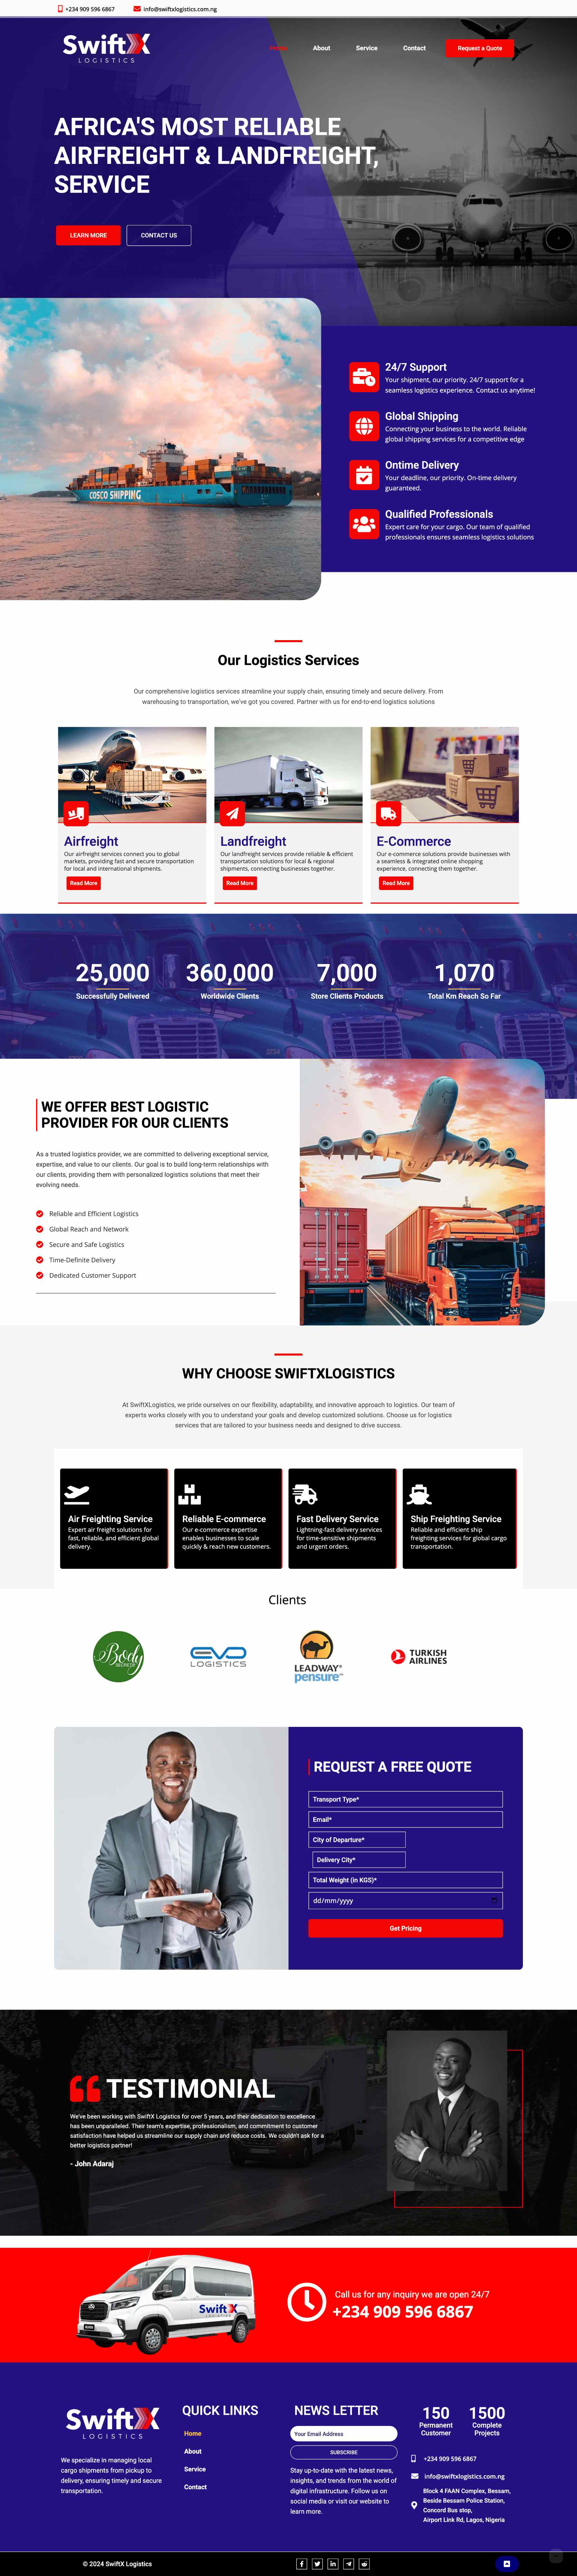 +234 909 596 6867
info@swiftxlogistics.com.ng
SwiftX
LOGISTICS
Home
About
Service
Contact
Request a Quote
AFRICA'S MOST RELIABLE
AIRFREIGHT & LANDFREIGHT,
SERVICE
LEARN MORE
CONTACT US
COSCO SHIPPING
24/7 Support
Your shipment, our priority. 24/7 support for a
seamless logistics experience. Contact us anytime!
Global Shipping
Connecting your business to the world. Reliable
global shipping services for a competitive edge
Ontime Delivery
Your deadline, our priority. On-time delivery
guaranteed.
Qualified Professionals
Expert care for your cargo. Our team of qualified
professionals ensures seamless logistics solutions
Our Logistics Services
Our comprehensive logistics services streamline your supply chain, ensuring timely and secure delivery. From
warehousing to transportation, we've got you covered. Partner with us for end-to-end logistics solutions
Airfreight
Our airfreight services connect you to global
markets, providing fast and secure transportation
for local and international shipments.
Read More
Landfreight
Our landfreight services provide reliable & efficient
transportation solutions for local & regional
shipments, connecting businesses together.
Read More
E-Commerce
Our e-commerce solutions provide businesses with
a seamless & integrated online shopping
experience, connecting them together.
Read More
25,000
Successfully Delivered
360,000
Worldwide Clients
7,000
Store Clients Products
1,070
Total Km Reach So Far
WE OFFER BEST LOGISTIC
PROVIDER FOR OUR CLIENTS
As a trusted logistics provider, we are committed to delivering exceptional service,
expertise, and value to our clients. Our goal is to build long-term relationships with
our clients, providing them with personalized logistics solutions that meet their
evolving needs.
Reliable and Efficient Logistics
Global Reach and Network
Secure and Safe Logistics
Time-Definite Delivery
Dedicated Customer Support
WHY CHOOSE SWIFTXLOGISTICS
At SwiftXLogistics, we pride ourselves on our flexibility, adaptability, and innovative approach to logistics. Our team of
experts works closely with you to understand your goals and develop customized solutions. Choose us for logistics
services that are tailored to your business needs and designed to drive success.
Air Freighting Service
Expert air freight solutions for
fast, reliable, and efficient global
delivery.
Reliable E-commerce
Our e-commerce expertise
enables businesses to scale
quickly & reach new customers.
Fast Delivery Service
Lightning-fast delivery services
for time-sensitive shipments
and urgent orders.
Ship Freighting Service
Reliable and efficient ship
freighting services for global cargo
transportation.
Clients
Body
SECRETS
EVO
LOGISTICS
LEADWAY
pensure
TURKISH
AIRLINES
REQUEST A FREE QUOTE
Transport Type*
Email*
City of Departure*
Delivery City*
Total Weight (in KGS)*
dd/mm/yyyy
Get Pricing
TESTIMONIAL
We've been working with SwiftX Logistics for over 5 years, and their dedication to excellence
has been unparalleled. Their team's expertise, professionalism, and commitment to customer
satisfaction have helped us streamline our supply chain and reduce costs. We couldn't ask for a
better logistics partner!
- John Adaraj
SwiftX
Call us for any inquiry we are open 24/7
+234 909 596 6867
SwiftX
LOGISTICS
We specialize in managing local
cargo shipments from pickup to
delivery, ensuring timely and secure
transportation.
QUICK LINKS
Home
About
Service
Contact
NEWS LETTER
Your Email Address
SUBSCRIBE
Stay up-to-date with the latest news,
insights, and trends from the world of
digital infrastructure. Follow us on
social media or visit our website to
learn more.
150
Permanent
Customer
1500
Complete
Projects
+234 909 596 6867
info@swiftxlogistics.com.ng
Block 4 FAAN Complex, Bessam,
Beside Bessam Police Station,
Concord Bus stop,
Airport Link Rd, Lagos, Nigeria
© 2024 SwiftX Logistics